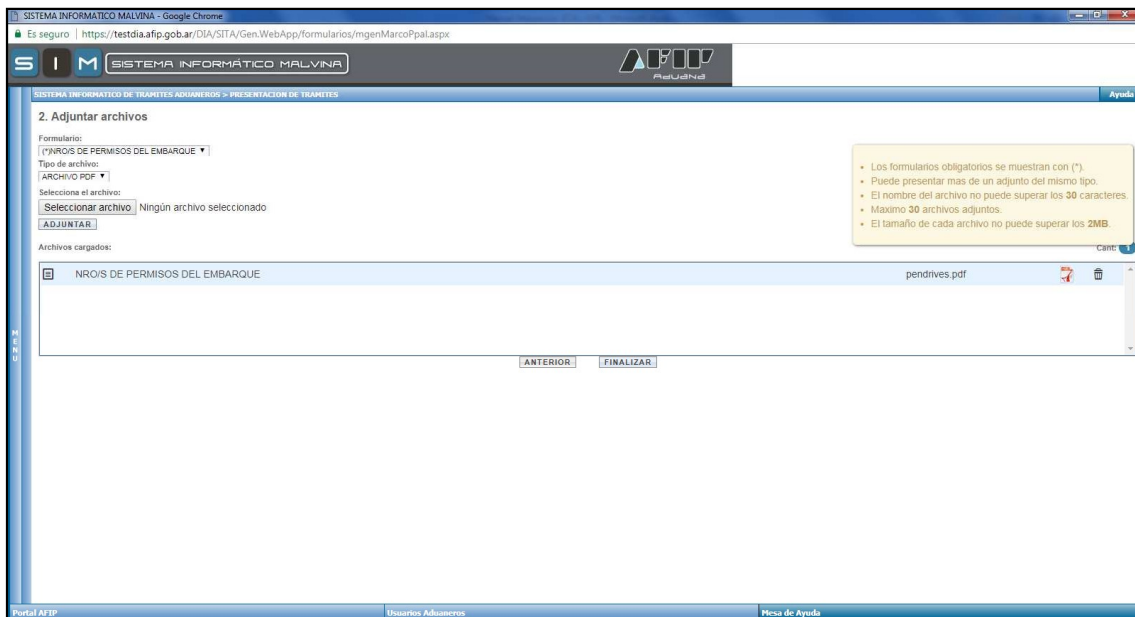 SISTEMA INFORMATICO MALVINA - Google Chrome
Es seguro | https://testdia.afip.gob.ar/DIA/SITA/Gen.WebApp/formularios/mgenMarcoPpal.aspx
S I M SISTEMA INFORMÁTICO MALVINA AFIP
ADUANA
SISTEMA INFORMATICO DE TRAMITES ADUANEROS > PRESENTACION DE TRAMITES Ayuda
2. Adjuntar archivos
Formulario:
(*)NRO/S DE PERMISOS DEL EMBARQUE
Tipo de archivo:
ARCHIVO PDF
Selecciona el archivo:
Seleccionar archivo Ningún archivo seleccionado
ADJUNTAR
• Los formularios obligatorios se muestran con (*).
• Puede presentar mas de un adjunto del mismo tipo.
• El nombre del archivo no puede superar los 30 caracteres.
• Maximo 30 archivos adjuntos.
• El tamaño de cada archivo no puede superar los 2MB.
Archivos cargados: Cant: 1
NRO/S DE PERMISOS DEL EMBARQUE pendrives.pdf
MENU
ANTERIOR FINALIZAR
Portal AFIP Usuarios Aduaneros Mesa de Ayuda